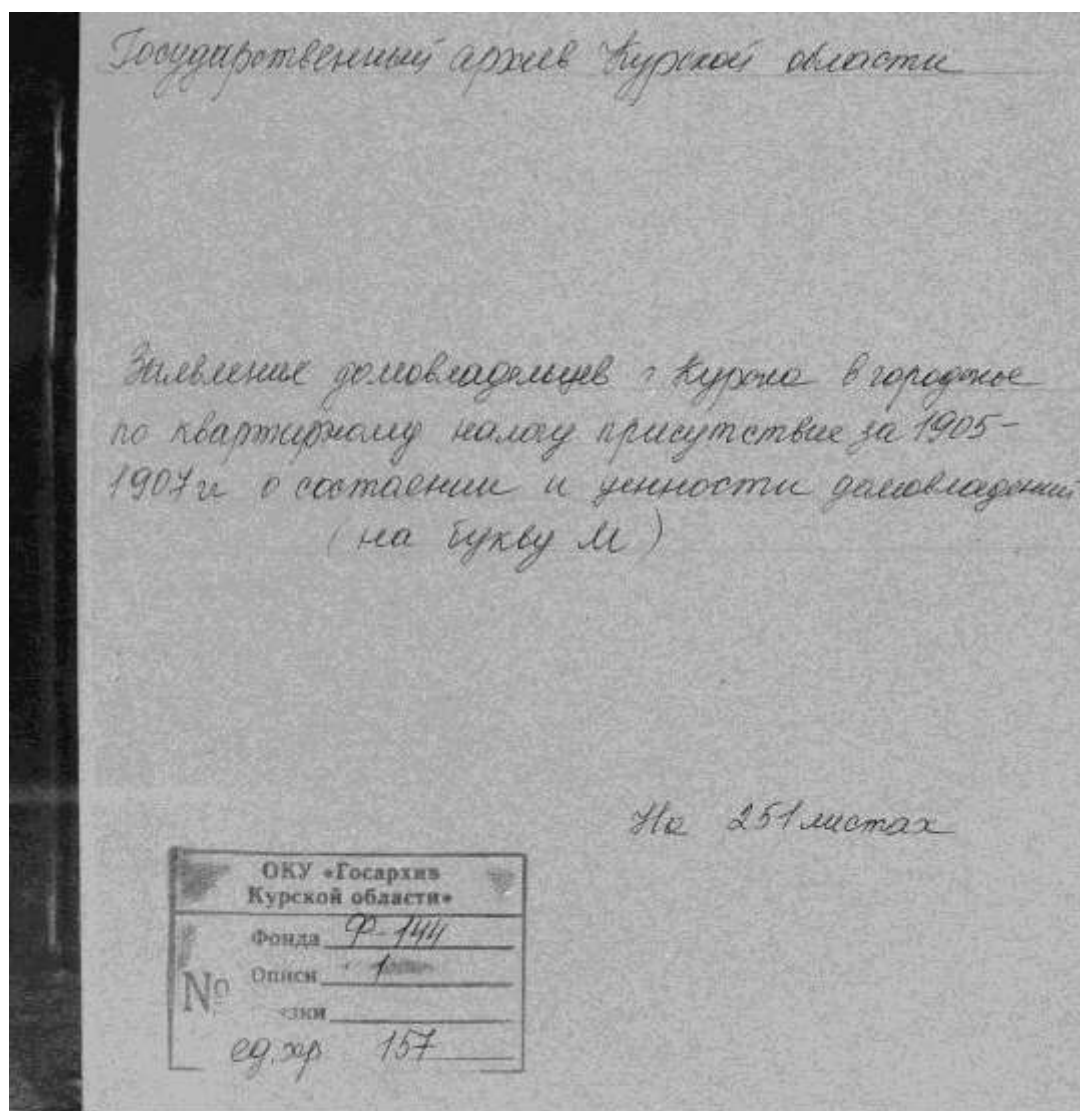 Государственный архив Курской области
Заявление домовладельцев г Курска в городское
по квартирному налогу присутствие за 1905-
1907 гг о состоянии и ценности домовладений
(на букву М)
На 251 листах
ОКУ «Госархив
Курской области»
Фонда Ф-144
№ Описи 1
ед. хр 157